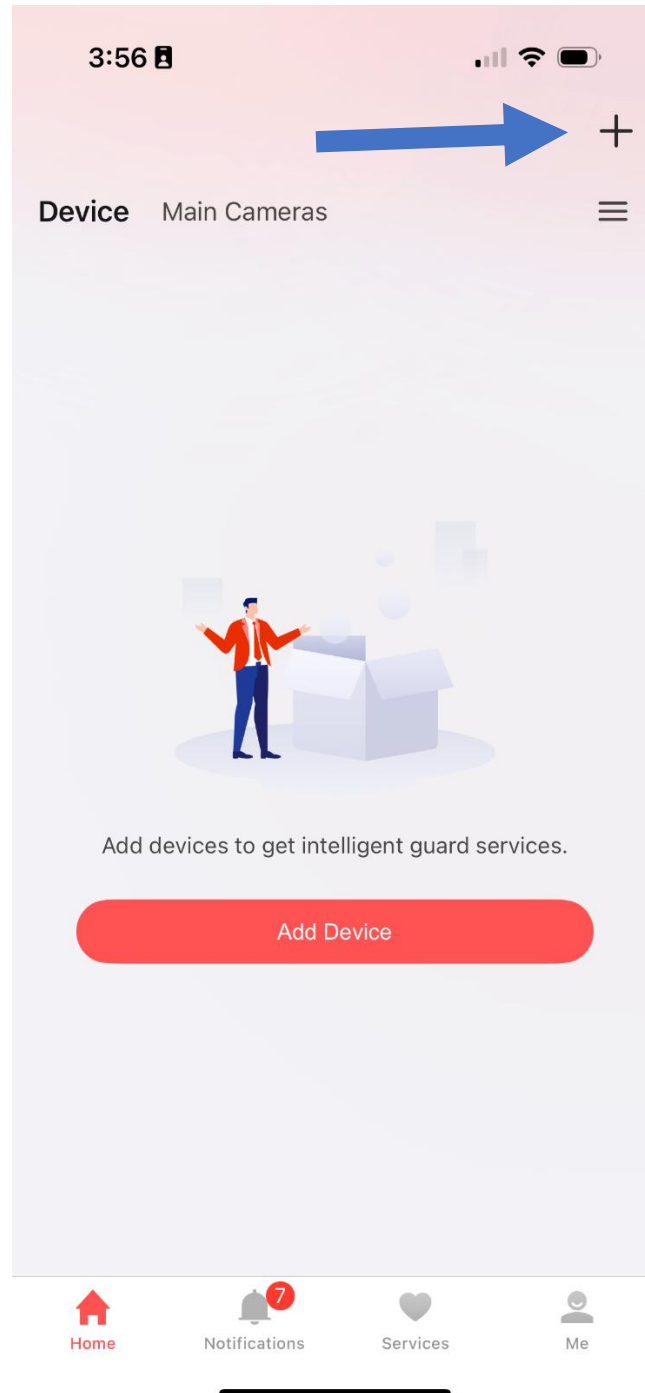 3:56
Device Main Cameras
Add devices to get intelligent guard services.
Add Device
7
Home Notifications Services Me